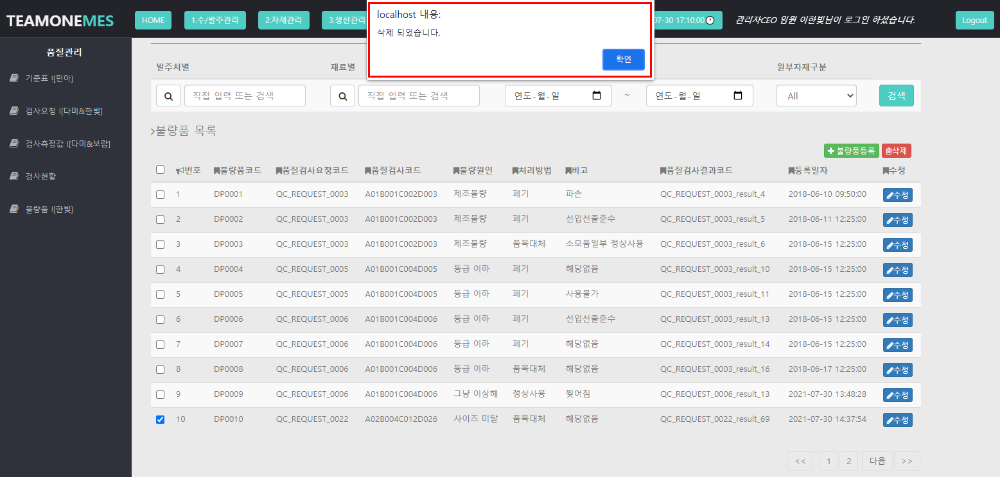 TEAMONEMES HOME 1.수/발주관리 2.자재관리 3.생산관리 07-30 17:10:00 관리자CEO 임원 이한빛님이 로그인 하셨습니다. Logout
localhost 내용:
삭제 되었습니다.
확인
품질관리
기준표 ![민아]
검사요청 ![다미&한빛]
검사측정값 ![다미&보람]
검사현황
불량품 ![한빛]
발주처별 재료별 원부자재구분
직접 입력 또는 검색 직접 입력 또는 검색 연도-월-일 ~ 연도-월-일 All 검색
>불량품 목록
불량품등록 삭제
번호 불량품코드 품질검사요청코드 품질검사코드 불량원인 처리방법 비고 품질검사결과코드 등록일자 수정
1 DP0001 QC_REQUEST_0003 A01B001C002D003 제조불량 폐기 파손 QC_REQUEST_0003_result_4 2018-06-10 09:50:00 수정
2 DP0002 QC_REQUEST_0003 A01B001C002D003 제조불량 폐기 선입선출준수 QC_REQUEST_0003_result_5 2018-06-11 12:25:00 수정
3 DP0003 QC_REQUEST_0003 A01B001C002D003 제조불량 품목대체 소모품일부 정상사용 QC_REQUEST_0003_result_6 2018-06-15 12:25:00 수정
4 DP0004 QC_REQUEST_0005 A01B001C004D005 등급 이하 폐기 해당없음 QC_REQUEST_0003_result_10 2018-06-15 12:25:00 수정
5 DP0005 QC_REQUEST_0005 A01B001C004D005 등급 이하 폐기 사용불가 QC_REQUEST_0003_result_11 2018-06-15 12:25:00 수정
6 DP0006 QC_REQUEST_0006 A01B001C004D006 등급 이하 폐기 선입선출준수 QC_REQUEST_0003_result_13 2018-06-15 12:25:00 수정
7 DP0007 QC_REQUEST_0006 A01B001C004D006 등급 이하 폐기 해당없음 QC_REQUEST_0003_result_14 2018-06-15 12:25:00 수정
8 DP0008 QC_REQUEST_0006 A01B001C004D006 등급 이하 품목대체 해당없음 QC_REQUEST_0003_result_16 2018-06-17 12:25:00 수정
9 DP0009 QC_REQUEST_0006 A01B001C004D006 그냥 이상해 정상사용 찢어짐 QC_REQUEST_0006_result_13 2021-07-30 13:48:28 수정
10 DP0010 QC_REQUEST_0022 A02B004C012D026 사이즈 미달 품목대체 해당없음 QC_REQUEST_0022_result_69 2021-07-30 14:37:54 수정
<< 1 2 다음 >>